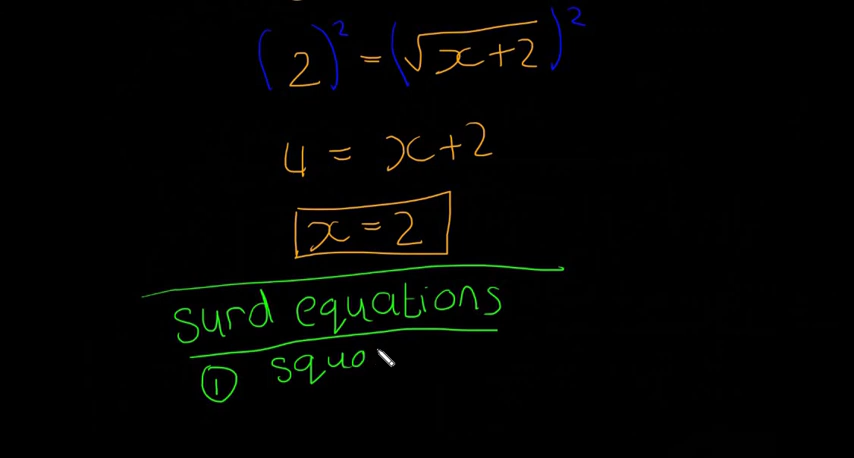 (2)² = (√x+2)²
4 = x+2
x = 2
Surd equations
① squa